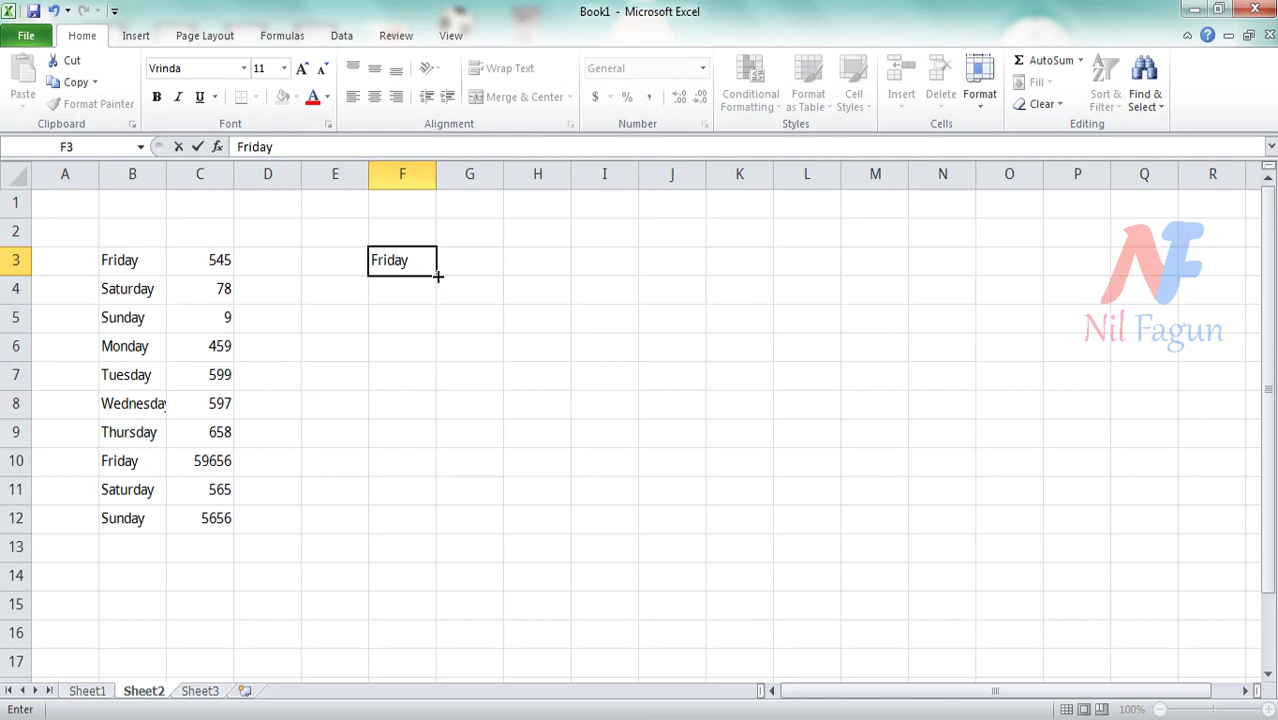 Book1 - Microsoft Excel
File Home Insert Page Layout Formulas Data Review View
Paste
Cut
Copy
Format Painter
Clipboard
Vrinda 11
A A
B I U A
Font
Wrap Text
Merge & Center
Alignment
General
$ % ,
Number
Conditional Formatting
Format as Table
Cell Styles
Styles
Insert Delete Format
Cells
Σ AutoSum
Fill
Clear
Sort & Filter
Find & Select
Editing
F3 fx Friday
A B C D E F G H I J K L M N O P Q R
1
2
3 Friday 545 Friday
4 Saturday 78
5 Sunday 9
6 Monday 459
7 Tuesday 599
8 Wednesday 597
9 Thursday 658
10 Friday 59656
11 Saturday 565
12 Sunday 5656
13
14
15
16
17
NF
Nil Fagun
Sheet1 Sheet2 Sheet3
Enter 100%